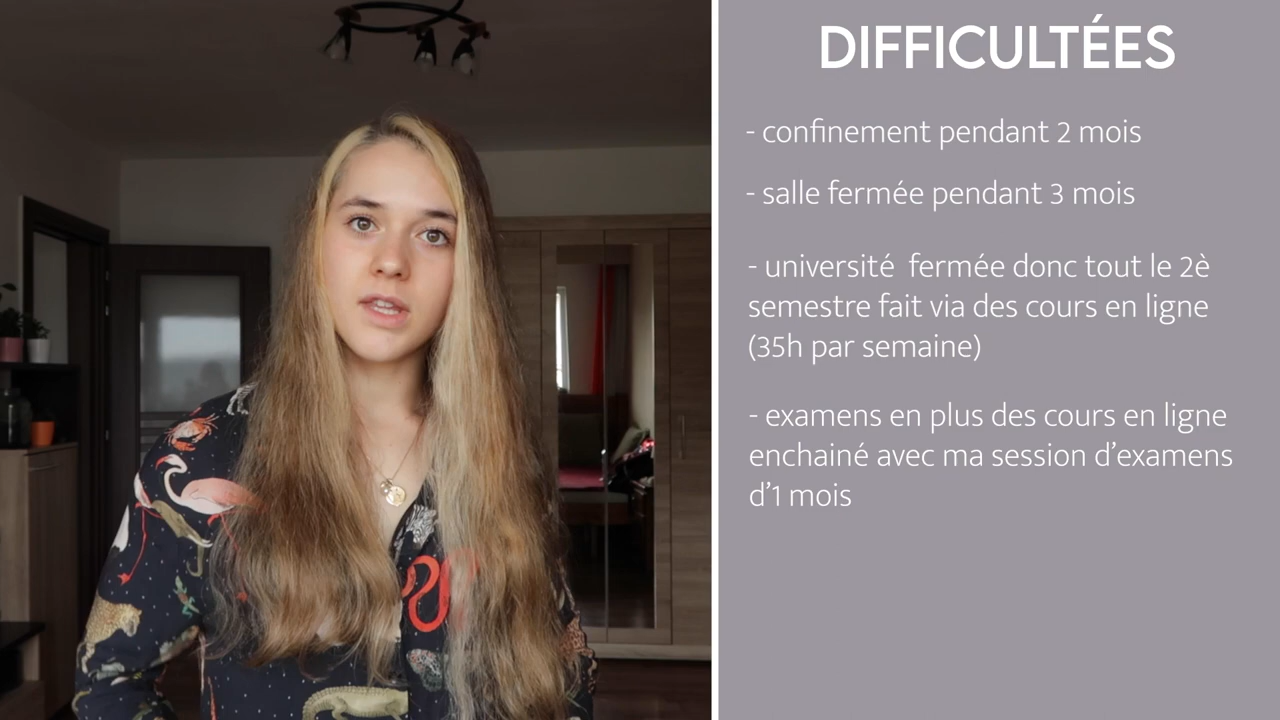 DIFFICULTÉES
- confinement pendant 2 mois
- salle fermée pendant 3 mois
- université  fermée donc tout le 2è
semestre fait via des cours en ligne
(35h par semaine)
- examens en plus des cours en ligne
enchainé avec ma session d’examens
d’1 mois